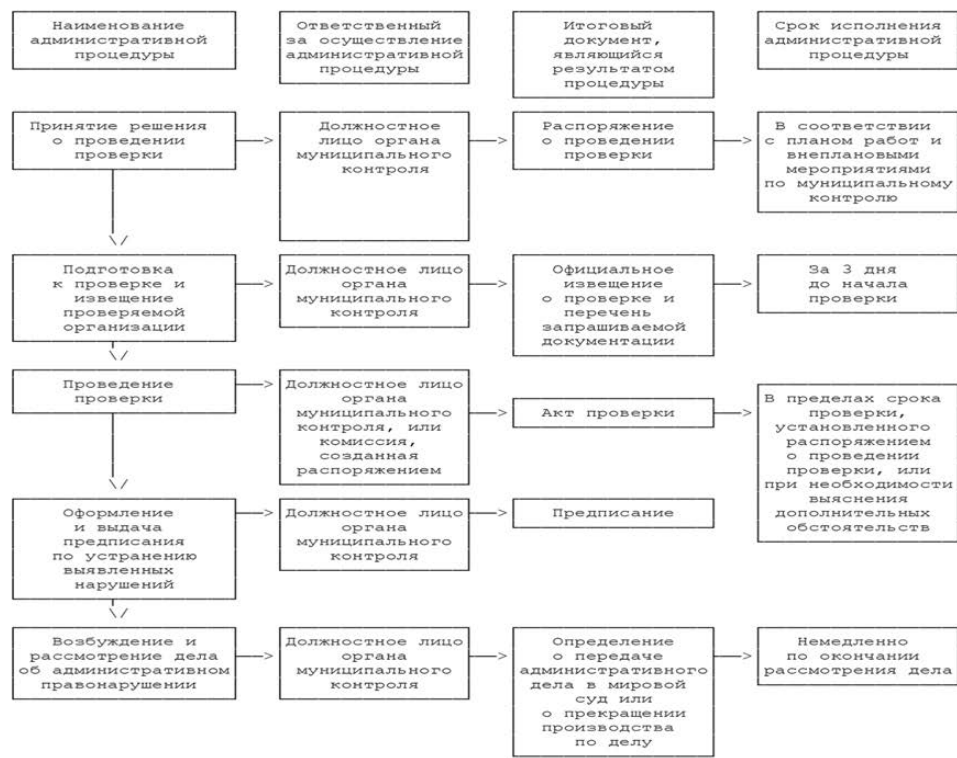 Наименование
административной
процедуры
Ответственный
за осуществление
административной
процедуры
Итоговый
документ,
являющийся
результатом
процедуры
Срок исполнения
административной
процедуры
Принятие решения
о проведении
проверки
Должностное
лицо органа
муниципального
контроля
Распоряжение
о проведении
проверки
В соответствии
с планом работ и
внеплановыми
мероприятиями
по муниципальному
контролю
Подготовка
к проверке и
извещение
проверяемой
организации
Должностное лицо
органа
муниципального
контроля
Официальное
извещение
о проверке и
перечень
запрашиваемой
документации
За 3 дня
до начала
проверки
Проведение
проверки
Должностное лицо
органа
муниципального
контроля, или
комиссия,
созданная
распоряжением
Акт проверки
В пределах срока
проверки,
установленного
распоряжением
о проведении
проверки, или
при необходимости
выяснения
дополнительных
обстоятельств
Оформление
и выдача
предписания
по устранению
выявленных
нарушений
Должностное лицо
органа
муниципального
контроля
Предписание
Возбуждение и
рассмотрение дела
об административном
правонарушении
Должностное лицо
органа
муниципального
контроля
Определение
о передаче
административного
дела в мировой
суд или
о прекращении
производства
по делу
Немедленно
по окончании
рассмотрения дела